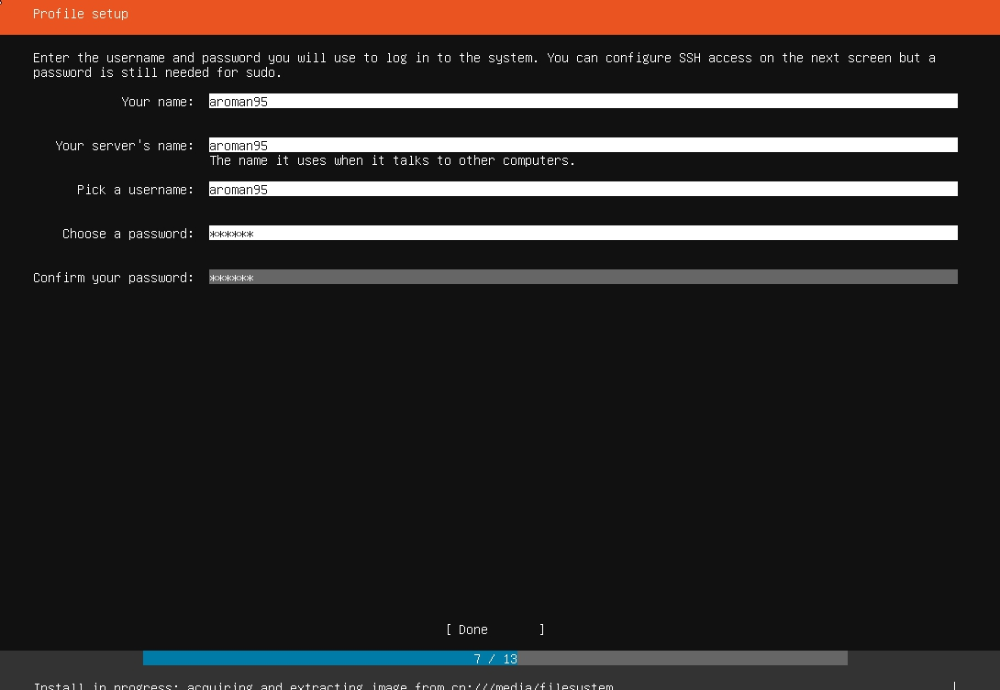 Profile setup
Enter the username and password you will use to log in to the system. You can configure SSH access on the next screen but a
password is still needed for sudo.
Your name: aroman95
Your server's name: aroman95
The name it uses when it talks to other computers.
Pick a username: aroman95
Choose a password: ******
Confirm your password: ******
[ Done ]
7 / 13
Install in progress: acquiring and extracting image from cp:///media/filesystem